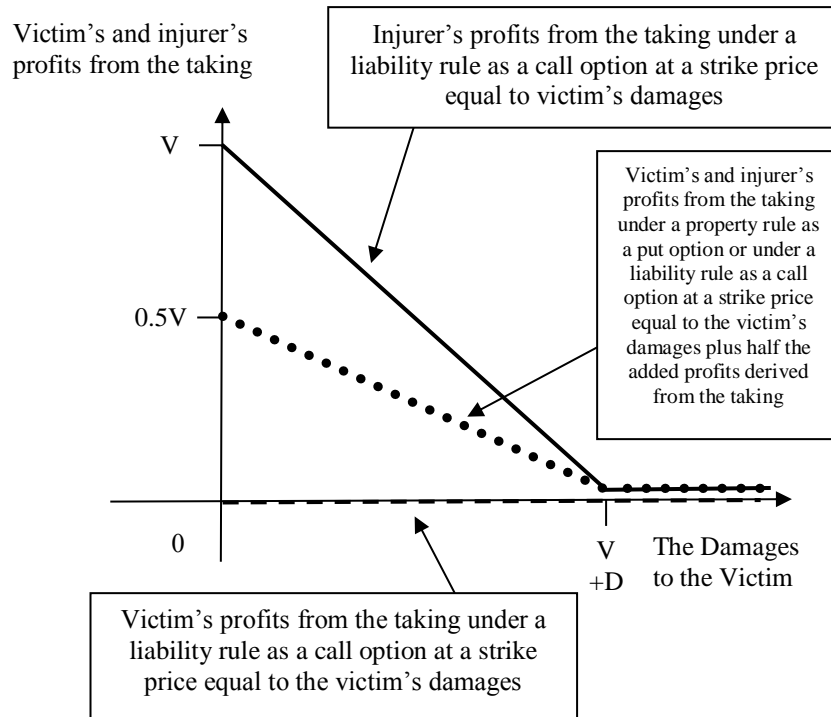 Victim’s and injurer’s
profits from the taking
Injurer’s profits from the taking under a
liability rule as a call option at a strike price
equal to victim’s damages
V
Victim’s and injurer’s
profits from the taking
under a property rule as
a put option or under a
liability rule as a call
option at a strike price
equal to the victim’s
damages plus half the
added profits derived
from the taking
0.5V
0
V
+D
The Damages
to the Victim
Victim’s profits from the taking under a
liability rule as a call option at a strike
price equal to the victim’s damages